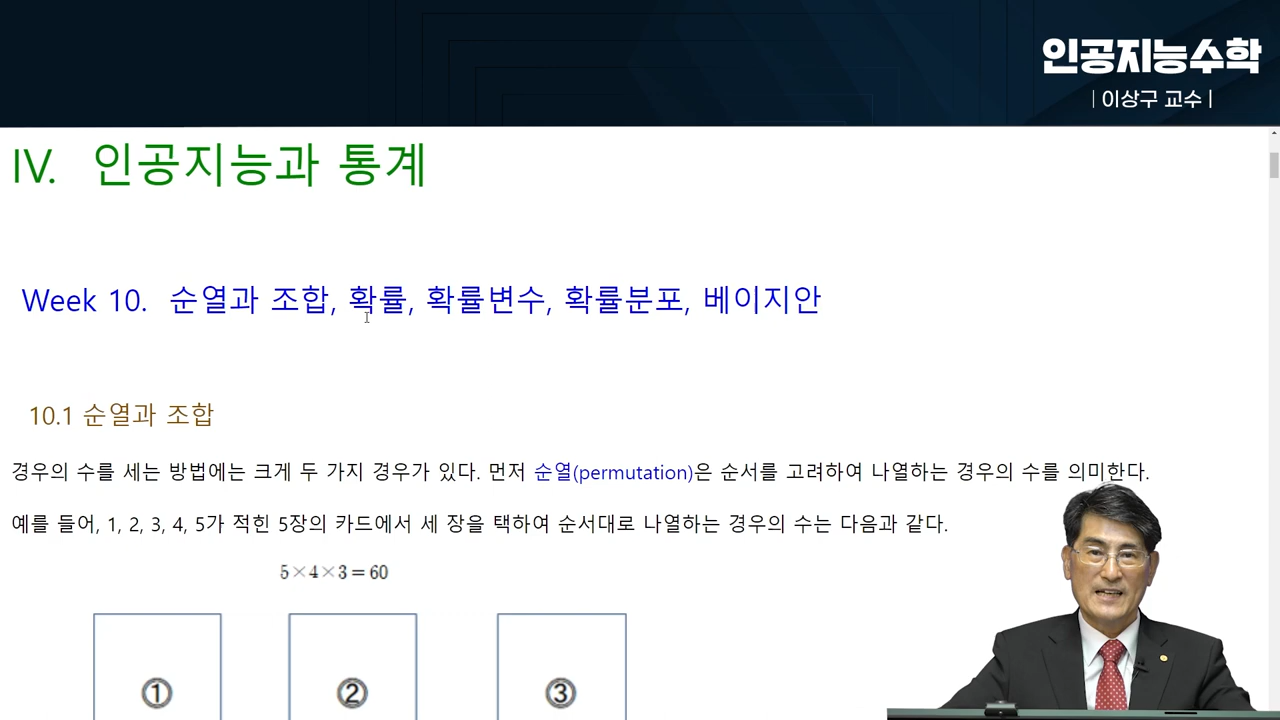 인공지능수학
| 이상구 교수 |
IV. 인공지능과 통계
Week 10. 순열과 조합, 확률, 확률변수, 확률분포, 베이지안
10.1 순열과 조합
경우의 수를 세는 방법에는 크게 두 가지 경우가 있다. 먼저 순열(permutation)은 순서를 고려하여 나열하는 경우의 수를 의미한다.
예를 들어, 1, 2, 3, 4, 5가 적힌 5장의 카드에서 세 장을 택하여 순서대로 나열하는 경우의 수는 다음과 같다.
5×4×3=60
① ② ③